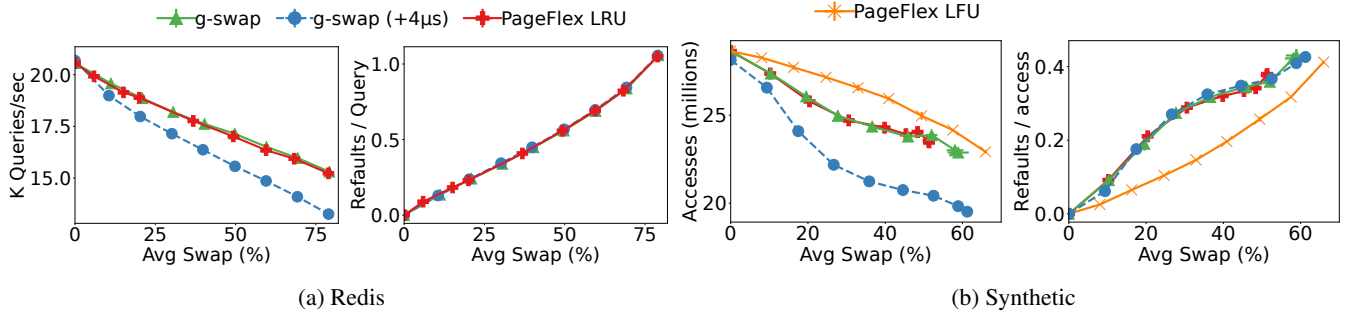 g-swap g-swap (+4µs) PageFlex LRU PageFlex LFU
K Queries/sec
20.0
17.5
15.0
0 25 50 75
Avg Swap (%)
Refaults / Query
1.0
0.5
0.0
0 25 50 75
Avg Swap (%)
(a) Redis
Accesses (millions)
25
20
0 20 40 60
Avg Swap (%)
Refaults / access
0.4
0.2
0.0
0 20 40 60
Avg Swap (%)
(b) Synthetic